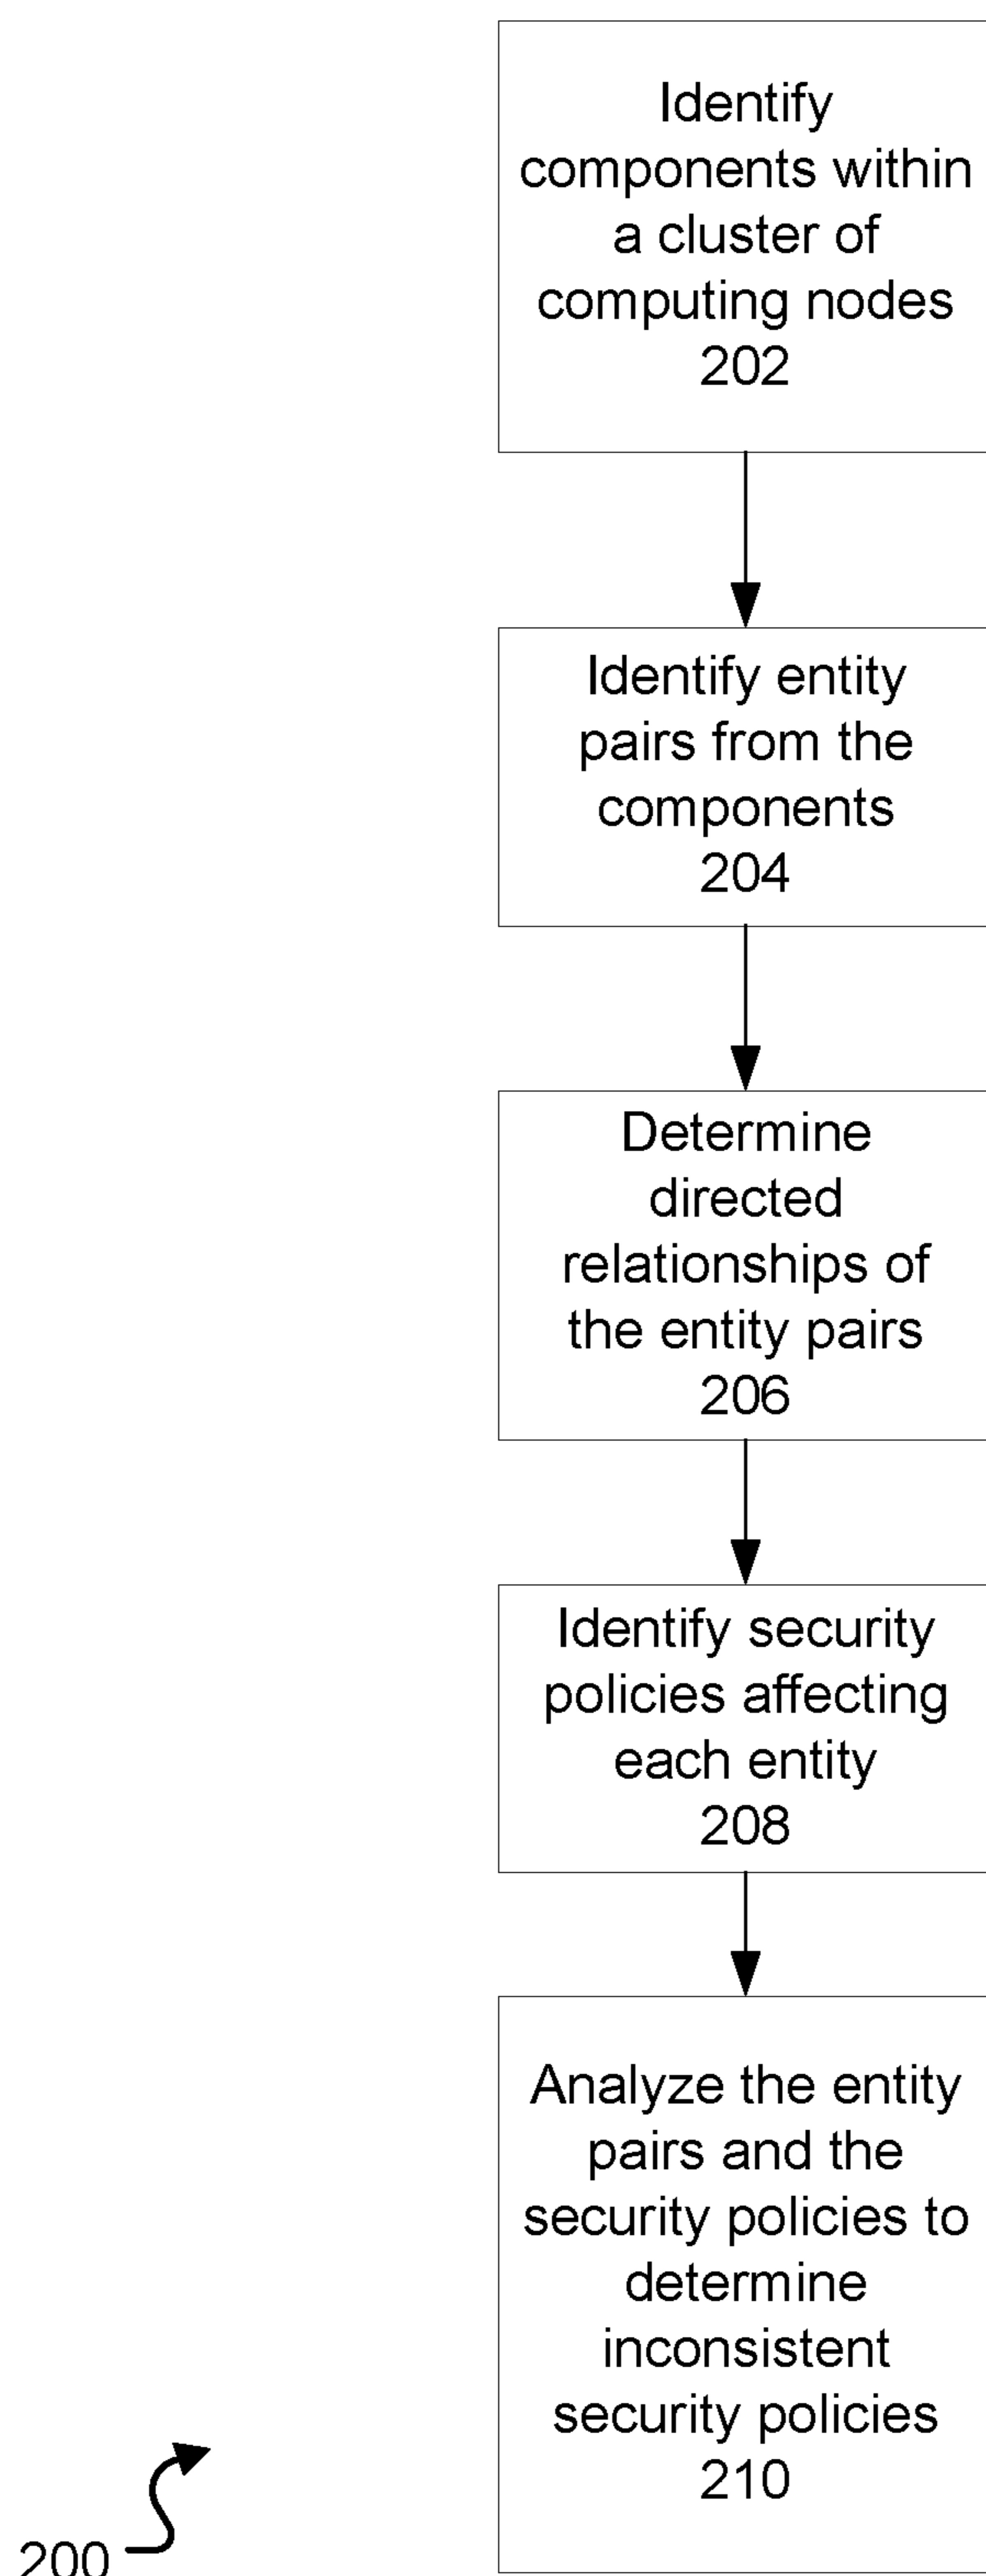 Identify
components within
a cluster of
computing nodes
202
Identify entity
pairs from the
components
204
Determine
directed
relationships of
the entity pairs
206
Identify security
policies affecting
each entity
208
Analyze the entity
pairs and the
security policies to
determine
inconsistent
security policies
210
200